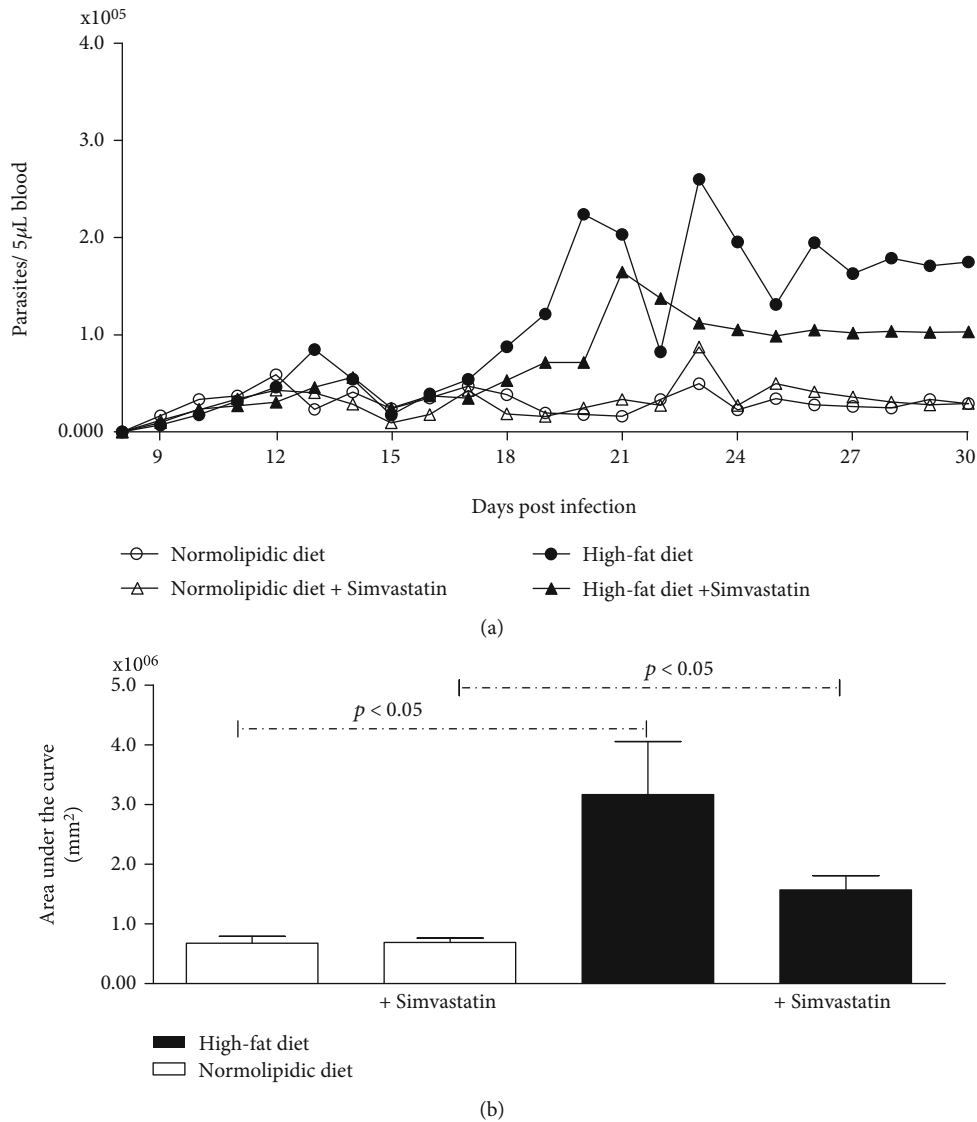 x10⁰⁵
4.0
3.0
2.0
1.0
0.000
Parasites/ 5μL blood
9 12 15 18 21 24 27 30
Days post infection
Normolipidic diet High-fat diet
Normolipidic diet + Simvastatin High-fat diet +Simvastatin
(a)
x10⁰⁶
5.0
4.0
3.0
2.0
1.0
0.00
Area under the curve
(mm²)
p < 0.05
p < 0.05
+ Simvastatin + Simvastatin
High-fat diet
Normolipidic diet
(b)